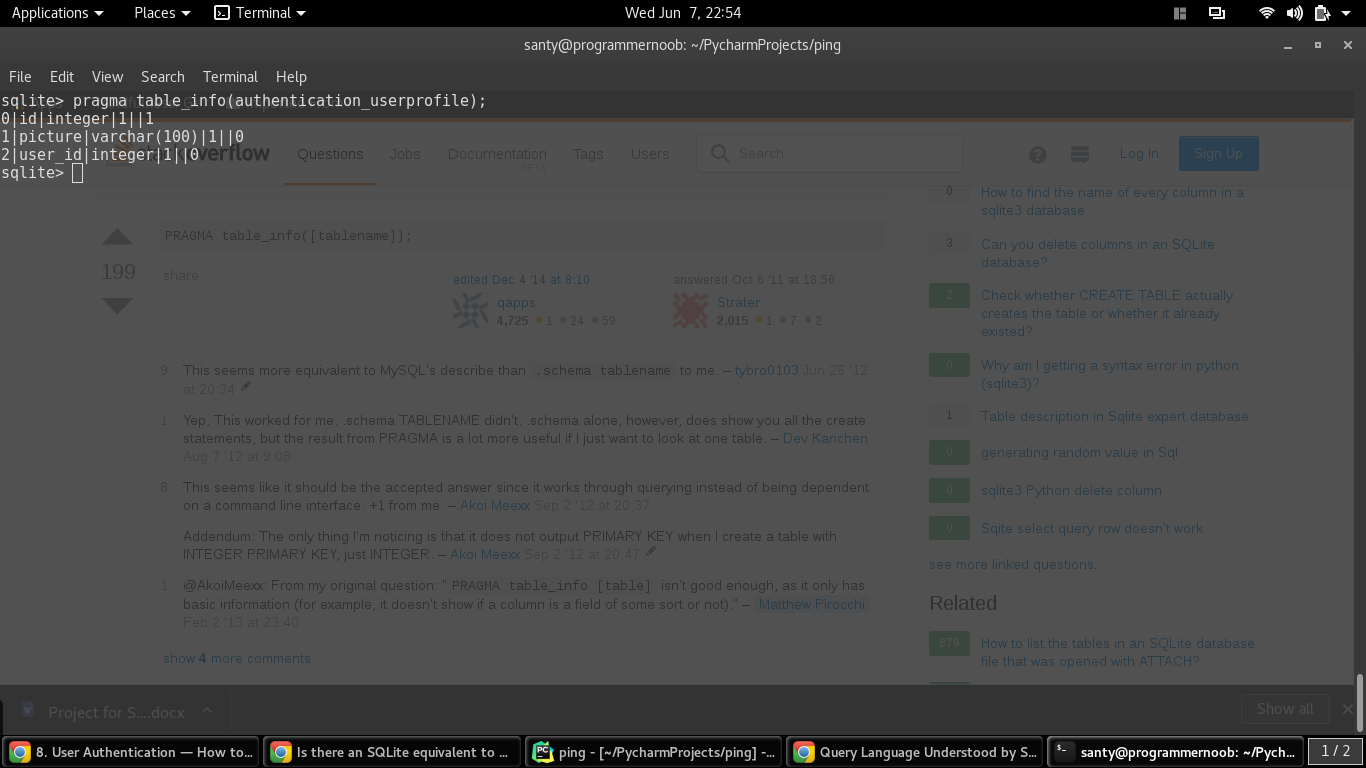 Applications Places Terminal Wed Jun 7, 22:54
santy@programmernoob: ~/PycharmProjects/ping
File Edit View Search Terminal Help
sqlite> pragma table_info(authentication_userprofile);
0|id|integer|1||1
1|picture|varchar(100)|1||0
2|user_id|integer|1||0
sqlite>
overflow Questions Jobs Documentation BETA Tags Users Search... Log In Sign Up
PRAGMA table_info([tablename]);
199
share
edited Dec 4 '14 at 8:10
qapps
4,725 1 24 59
answered Oct 6 '11 at 18:56
Strater
2,015 1 7 2
9 This seems more equivalent to MySQL's describe than .schema tablename to me. – tybro0103 Jun 25 '12
at 20:34
1 Yep. This worked for me. .schema TABLENAME didn't. .schema alone, however, does show you all the create
statements, but the result from PRAGMA is a lot more useful if I just want to look at one table. – Dev Kanchen
Aug 7 '12 at 9:08
8 This seems like it should be the accepted answer since it works through querying instead of being dependent
on a command line interface. +1 from me. – Akoi Meexx Sep 2 '12 at 20:37
Addendum: The only thing I'm noticing is that it does not output PRIMARY KEY when I create a table with
INTEGER PRIMARY KEY, just INTEGER. – Akoi Meexx Sep 2 '12 at 20:47
1 @AkoiMeexx: From my original question: " PRAGMA table_info [table] isn't good enough, as it only has
basic information (for example, it doesn't show if a column is a field of some sort or not)." – Matthew Pirocchi
Feb 2 '13 at 23:40
show 4 more comments
0 How to find the name of every column in a
sqlite3 database
3 Can you delete columns in an SQLite
database?
2 Check whether CREATE TABLE actually
creates the table or whether it already
existed?
0 Why am I getting a syntax error in python
(sqlite3)?
1 Table description in Sqlite expert database
0 generating random value in Sql
0 sqlite3 Python delete column
0 Sqite select query row doesn't work
see more linked questions…
Related
879 How to list the tables in an SQLite database
file that was opened with ATTACH?
Project for S....docx Show all
8. User Authentication — How to... Is there an SQLite equivalent to ... ping - [~/PycharmProjects/ping] -... Query Language Understood by S... santy@programmernoob: ~/Pych... 1 / 2